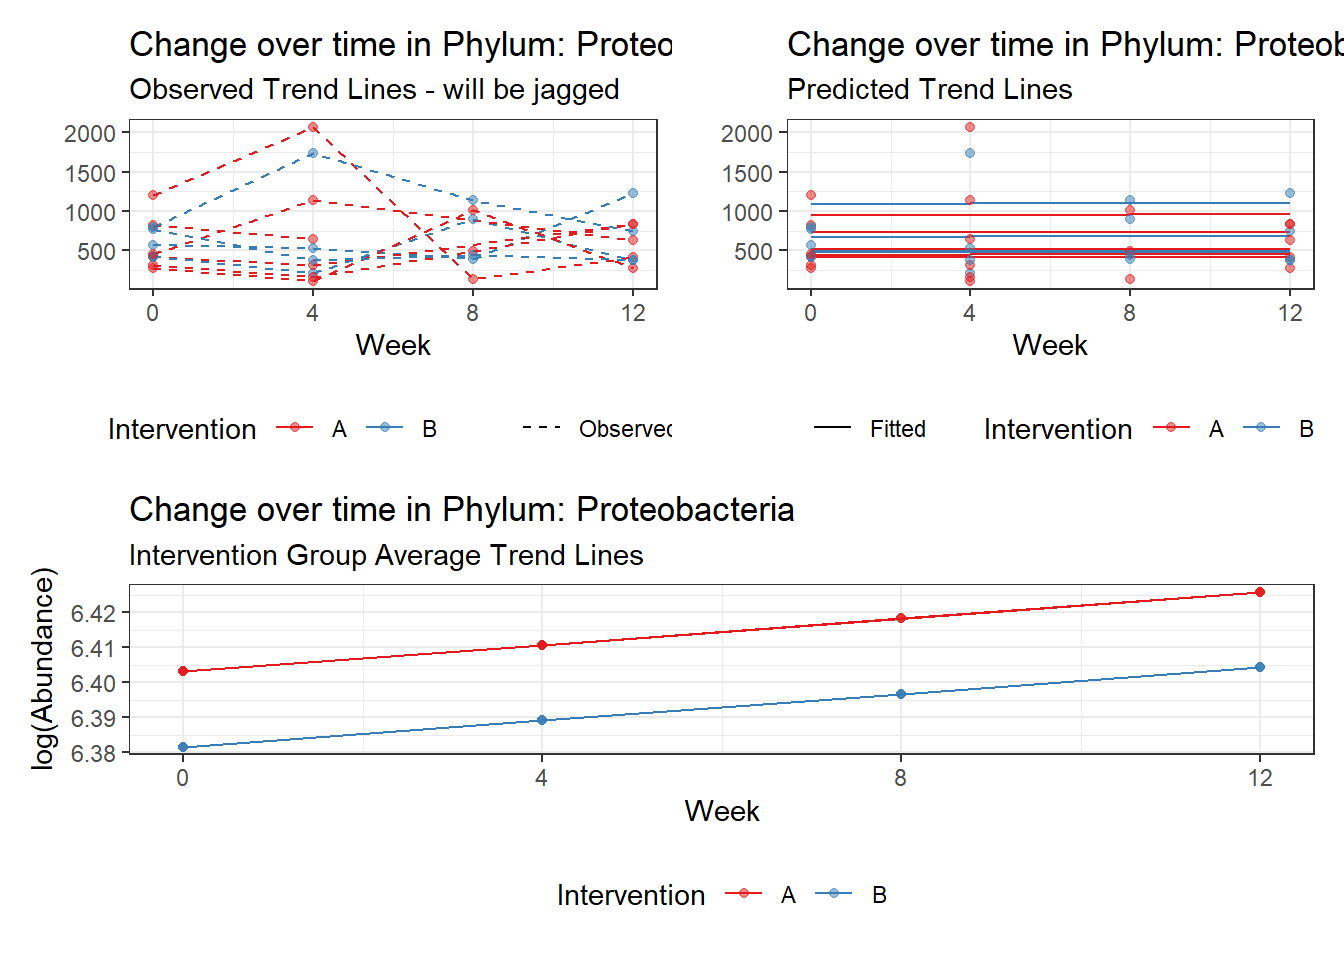 Change over time in Phylum: Proteo
Observed Trend Lines - will be jagged
2000
1500
1000
500
0 4 8 12
Week
Intervention A B Observed
Change over time in Phylum: Proteob
Predicted Trend Lines
2000
1500
1000
500
0 4 8 12
Week
Fitted Intervention A B
Change over time in Phylum: Proteobacteria
Intervention Group Average Trend Lines
log(Abundance)
6.42
6.41
6.40
6.39
6.38
0 4 8 12
Week
Intervention A B